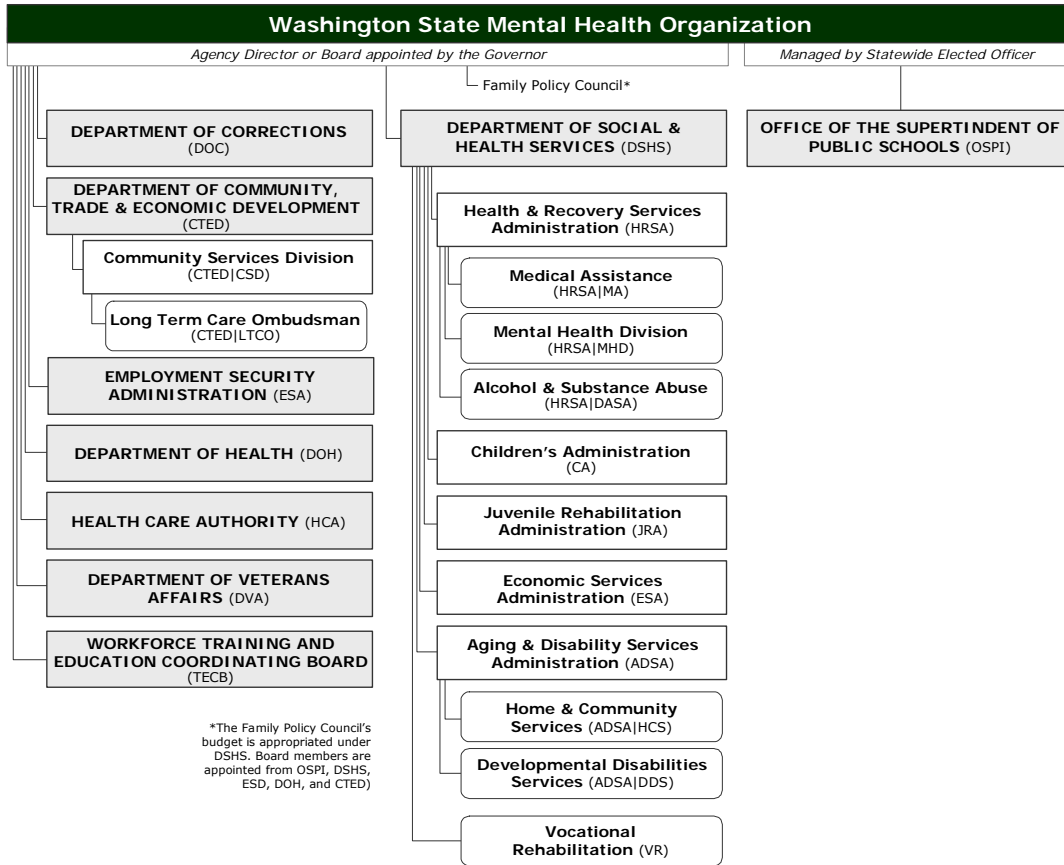 Washington State Mental Health Organization
Agency Director or Board appointed by the Governor
Managed by Statewide Elected Officer
Family Policy Council*
DEPARTMENT OF CORRECTIONS
(DOC)
DEPARTMENT OF COMMUNITY,
TRADE & ECONOMIC DEVELOPMENT
(CTED)
Community Services Division
(CTED|CSD)
Long Term Care Ombudsman
(CTED|LTCO)
EMPLOYMENT SECURITY
ADMINISTRATION (ESA)
DEPARTMENT OF HEALTH (DOH)
HEALTH CARE AUTHORITY (HCA)
DEPARTMENT OF VETERANS
AFFAIRS (DVA)
WORKFORCE TRAINING AND
EDUCATION COORDINATING BOARD
(TECB)
*The Family Policy Council's
budget is appropriated under
DSHS. Board members are
appointed from OSPI, DSHS,
ESD, DOH, and CTED)
DEPARTMENT OF SOCIAL &
HEALTH SERVICES (DSHS)
Health & Recovery Services
Administration (HRSA)
Medical Assistance
(HRSA|MA)
Mental Health Division
(HRSA|MHD)
Alcohol & Substance Abuse
(HRSA|DASA)
Children's Administration
(CA)
Juvenile Rehabilitation
Administration (JRA)
Economic Services
Administration (ESA)
Aging & Disability Services
Administration (ADSA)
Home & Community
Services (ADSA|HCS)
Developmental Disabilities
Services (ADSA|DDS)
Vocational
Rehabilitation (VR)
OFFICE OF THE SUPERTINDENT OF
PUBLIC SCHOOLS (OSPI)